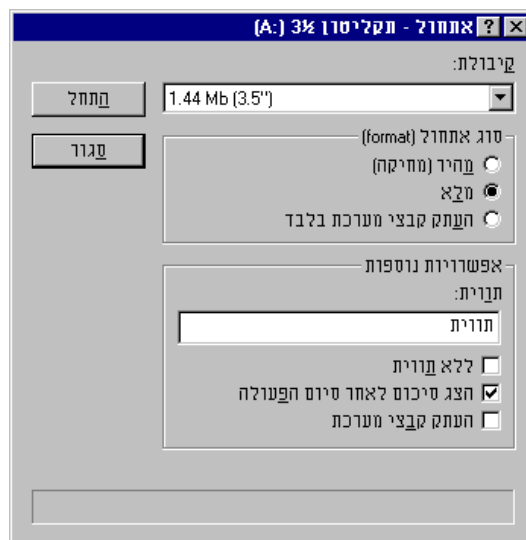 אתחול - תקליטון 3½ (A:)
קיבולת:
1.44 Mb (3.5")
התחל
סגור
סוג אתחול (format)
מהיר (מחיקה)
מלא
העתק קבצי מערכת בלבד
אפשרויות נוספות
תווית:
תווית
ללא תווית
הצג סיכום לאחר סיום הפעולה
העתק קבצי מערכת